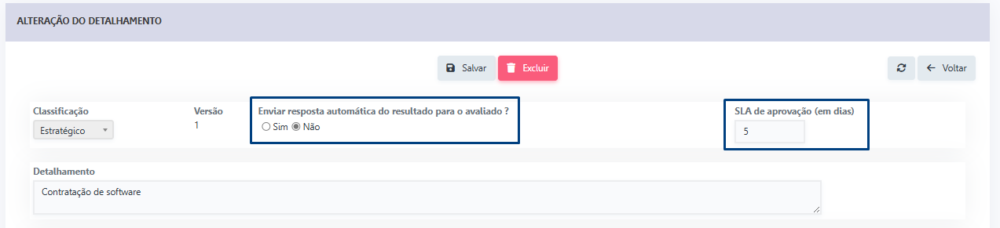 ALTERAÇÃO DO DETALHAMENTO
Salvar Excluir Voltar
Classificação Versão Enviar resposta automática do resultado para o avaliado ? SLA de aprovação (em dias)
Estratégico 1 Sim Não 5
Detalhamento
Contratação de software